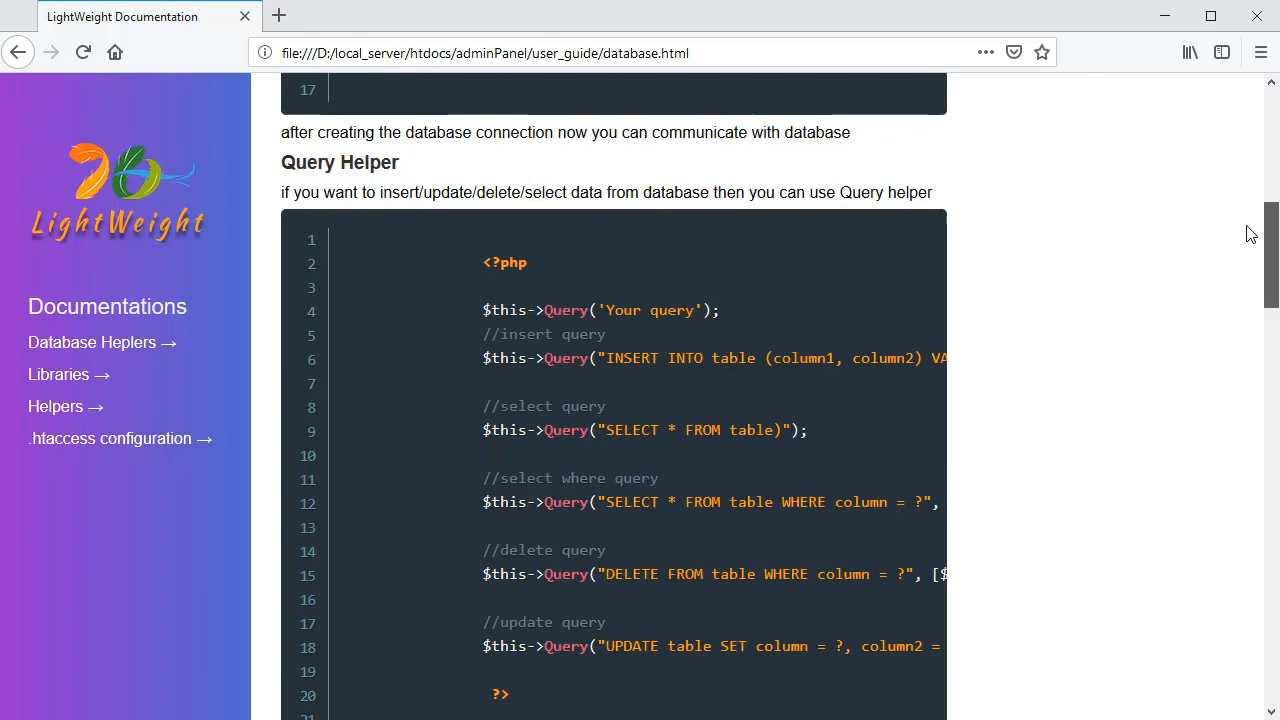 LightWeight Documentation
file:///D:/local_server/htdocs/adminPanel/user_guide/database.html
LightWeight
Documentations
Database Heplers →
Libraries →
Helpers →
.htaccess configuration →
17
after creating the database connection now you can communicate with database
Query Helper
if you want to insert/update/delete/select data from database then you can use Query helper
1
2 <?php
3
4 $this->Query('Your query');
5 //insert query
6 $this->Query("INSERT INTO table (column1, column2) VA
7
8 //select query
9 $this->Query("SELECT * FROM table)");
10
11 //select where query
12 $this->Query("SELECT * FROM table WHERE column = ?",
13
14 //delete query
15 $this->Query("DELETE FROM table WHERE column = ?", [$
16
17 //update query
18 $this->Query("UPDATE table SET column = ?, column2 =
19
20 ?>
21